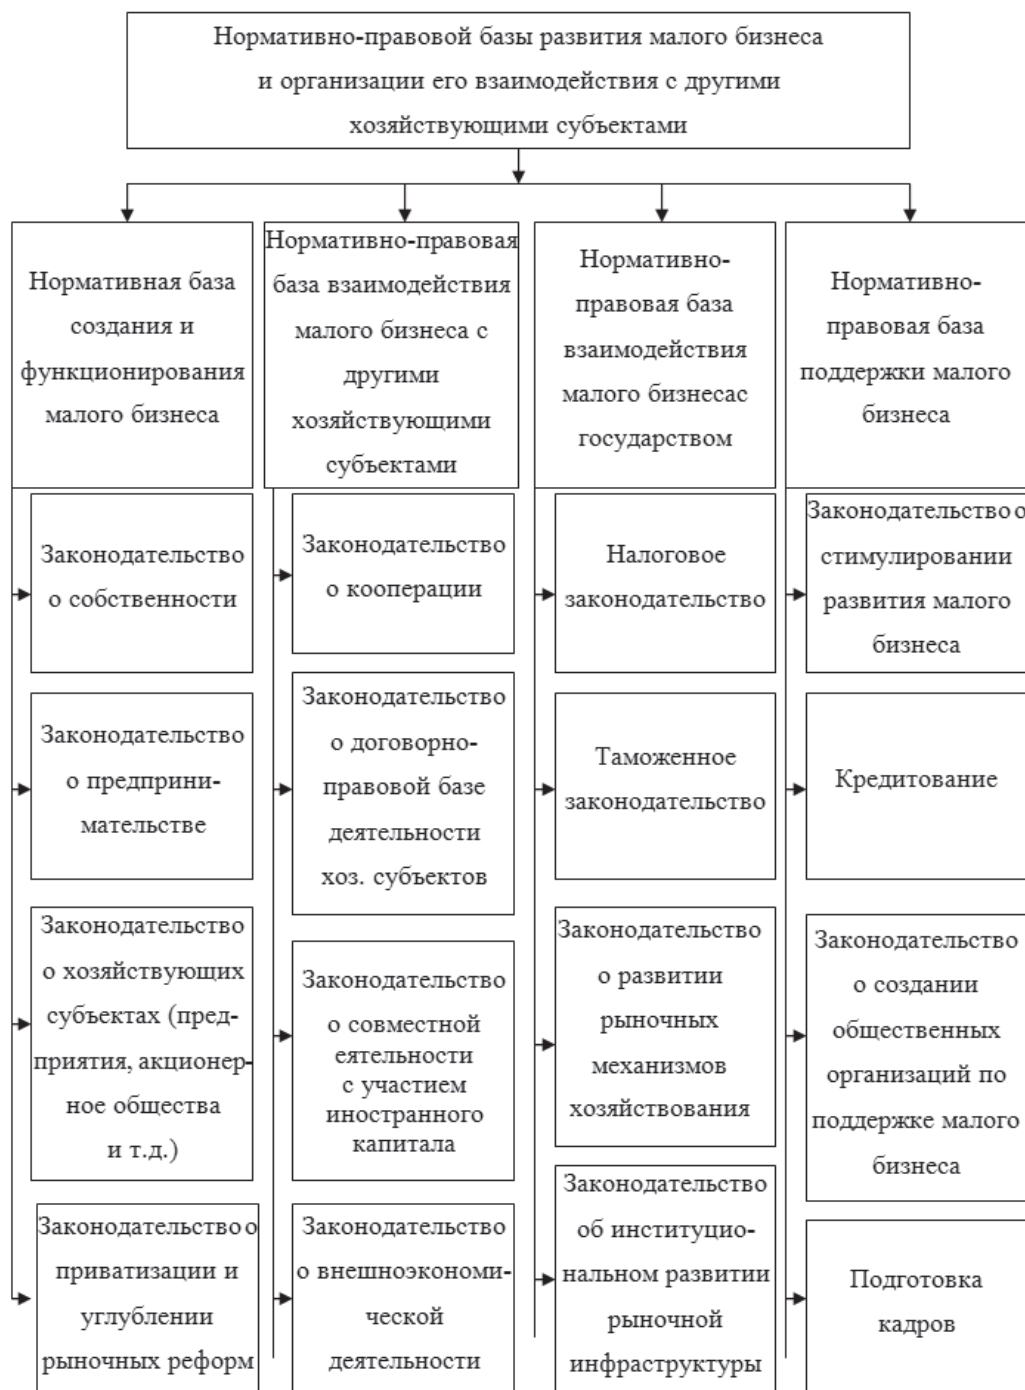 Нормативно-правовой базы развития малого бизнеса
и организации его взаимодействия с другими
хозяйствующими субъектами
Нормативная база
создания и
функционирования
малого бизнеса
Нормативно-правовая
база взаимодействия
малого бизнеса с
другими
хозяйствующими
субъектами
Нормативно-
правовая база
взаимодействия
малого бизнесас
государством
Нормативно-
правовая база
поддержки малого
бизнеса
Законодательство
о собственности
Законодательство
о предприни-
мательстве
Законодательство
о хозяйствующих
субъектах (пред-
приятия, акционер-
ное общества
и т.д.)
Законодательство о
приватизации и
углублении
рыночных реформ
Законодательство
о кооперации
Законодательство
о договорно-
правовой базе
деятельности
хоз. субъектов
Законодательство
о совместной
еятельности
с участием
иностранного
капитала
Законодательство
о внешноэкономи-
ческой
деятельности
Налоговое
законодательство
Таможенное
законодательство
Законодательство
о развитии
рыночных
механизмов
хозяйствования
Законодательство
об институцио-
нальном развитии
рыночной
инфраструктуры
Законодательство о
стимулировании
развития малого
бизнеса
Кредитование
Законодательство
о создании
общественных
организаций по
поддержке малого
бизнеса
Подготовка
кадров